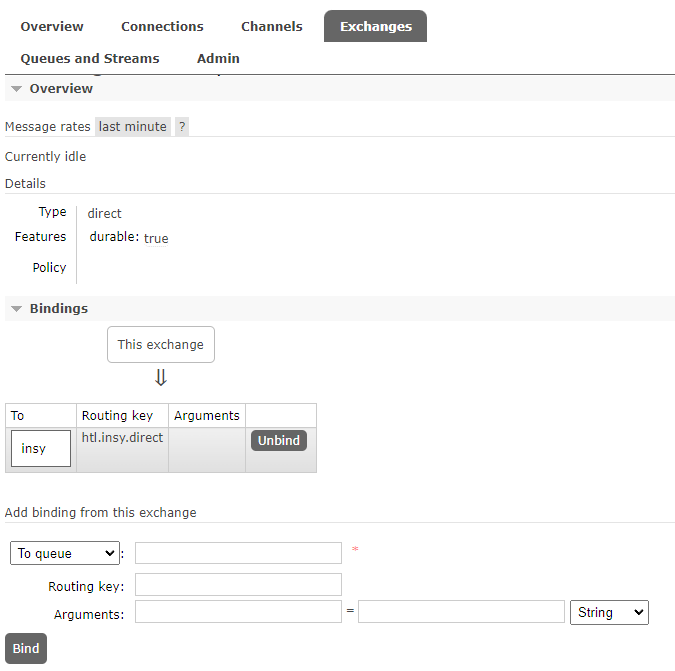 Overview Connections Channels Exchanges
Queues and Streams Admin
Overview
Message rates last minute ?
Currently idle
Details
Type direct
Features durable: true
Policy
Bindings
This exchange
⇓
To Routing key Arguments
insy htl.insy.direct Unbind
Add binding from this exchange
To queue : *
Routing key:
Arguments: = String
Bind